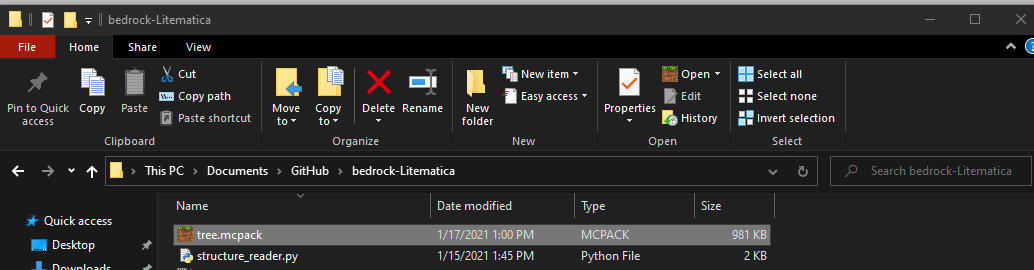 bedrock-Litematica
File Home Share View
Pin to Quick access
Copy
Paste
Cut
Copy path
Paste shortcut
Clipboard
Move to
Copy to
Delete
Rename
Organize
New folder
New item
Easy access
New
Properties
Open
Edit
History
Open
Select all
Select none
Invert selection
Select
This PC > Documents > GitHub > bedrock-Litematica
Search bedrock-Litematica
Quick access
Desktop
Downloads
Name Date modified Type Size
tree.mcpack 1/17/2021 1:00 PM MCPACK 981 KB
structure_reader.py 1/15/2021 1:45 PM Python File 2 KB